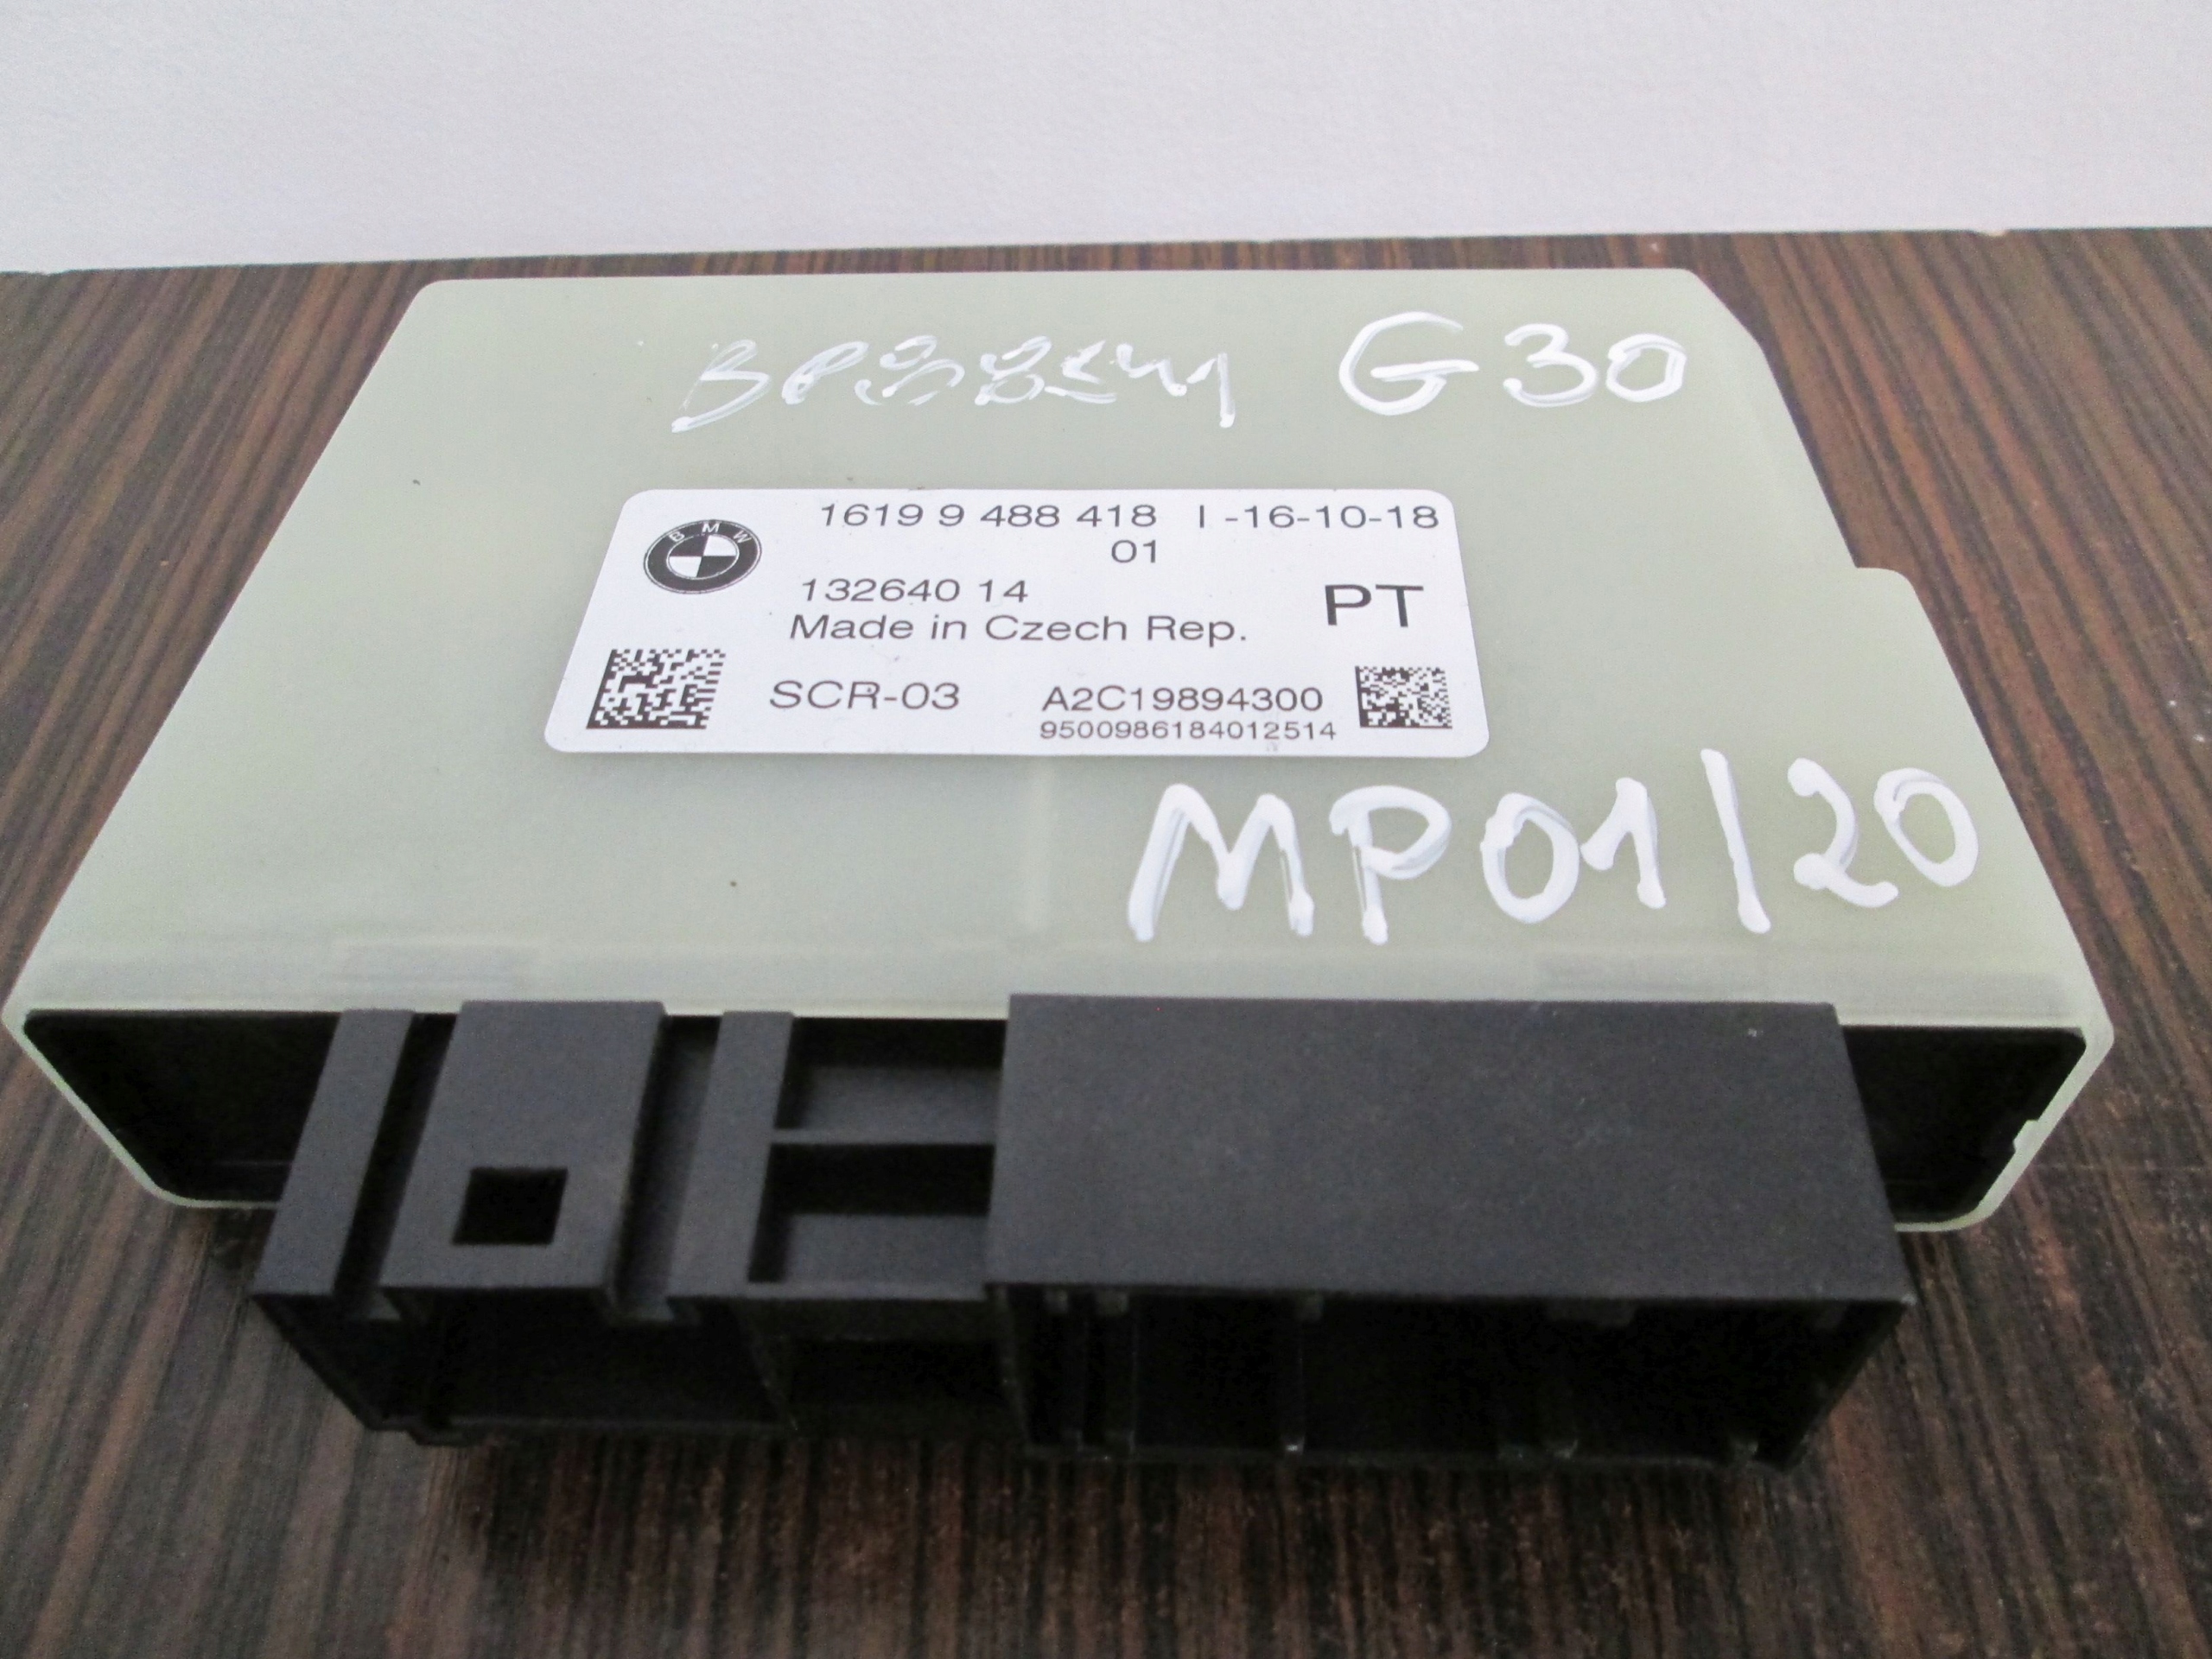 G30
1619 9 488 418 I -16-10-18
01
BMW
132640 14
PT
Made in Czech Rep.
SCR-03 A2C19894300
9500986184012514
MP01/20